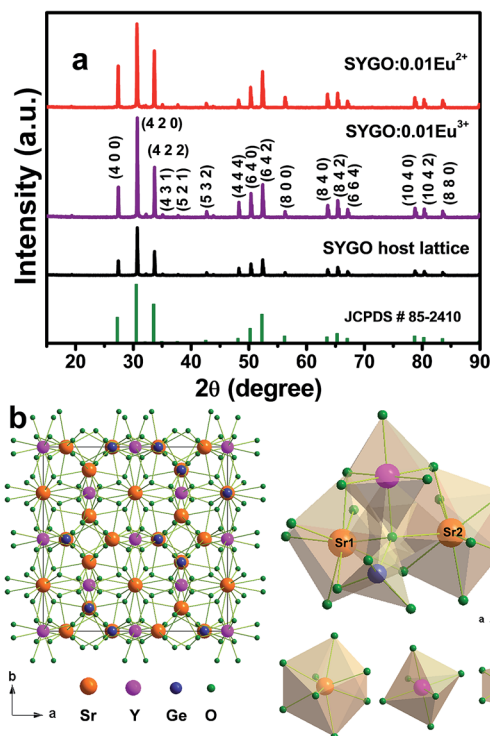 a
SYGO:0.01Eu2+
SYGO:0.01Eu3+
(4 0 0)
(4 2 0)
(4 2 2)
(4 3 1)
(5 2 1)
(5 3 2)
(4 4 4)
(6 4 0)
(6 4 2)
(8 0 0)
(8 4 0)
(8 4 2)
(6 6 4)
(10 4 0)
(10 4 2)
(8 8 0)
SYGO host lattice
JCPDS # 85-2410
Intensity (a.u.)
20 30 40 50 60 70 80 90
2θ (degree)
b
Sr1
Sr2
a
b
a
Sr Y Ge O